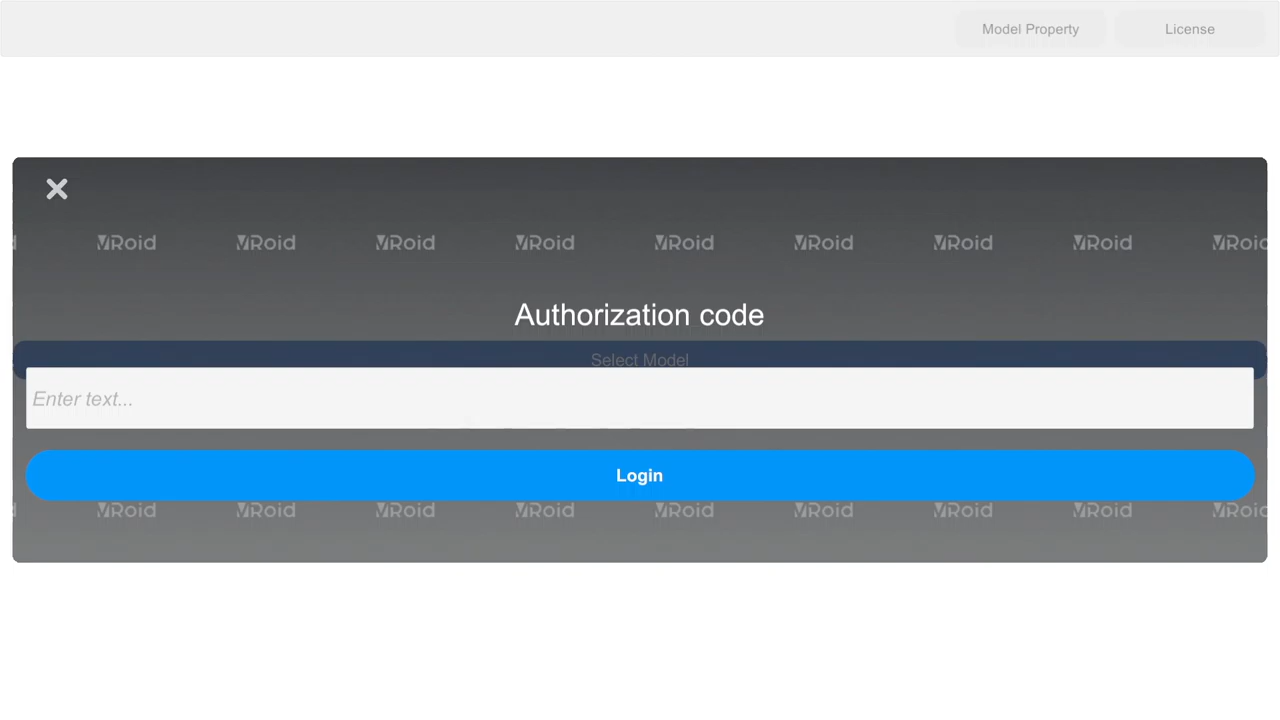 Model Property License
VRoid VRoid VRoid VRoid VRoid VRoid VRoid VRoid VRoid
Authorization code
Select Model
Enter text...
Login
VRoid VRoid VRoid VRoid VRoid VRoid VRoid VRoid VRoid